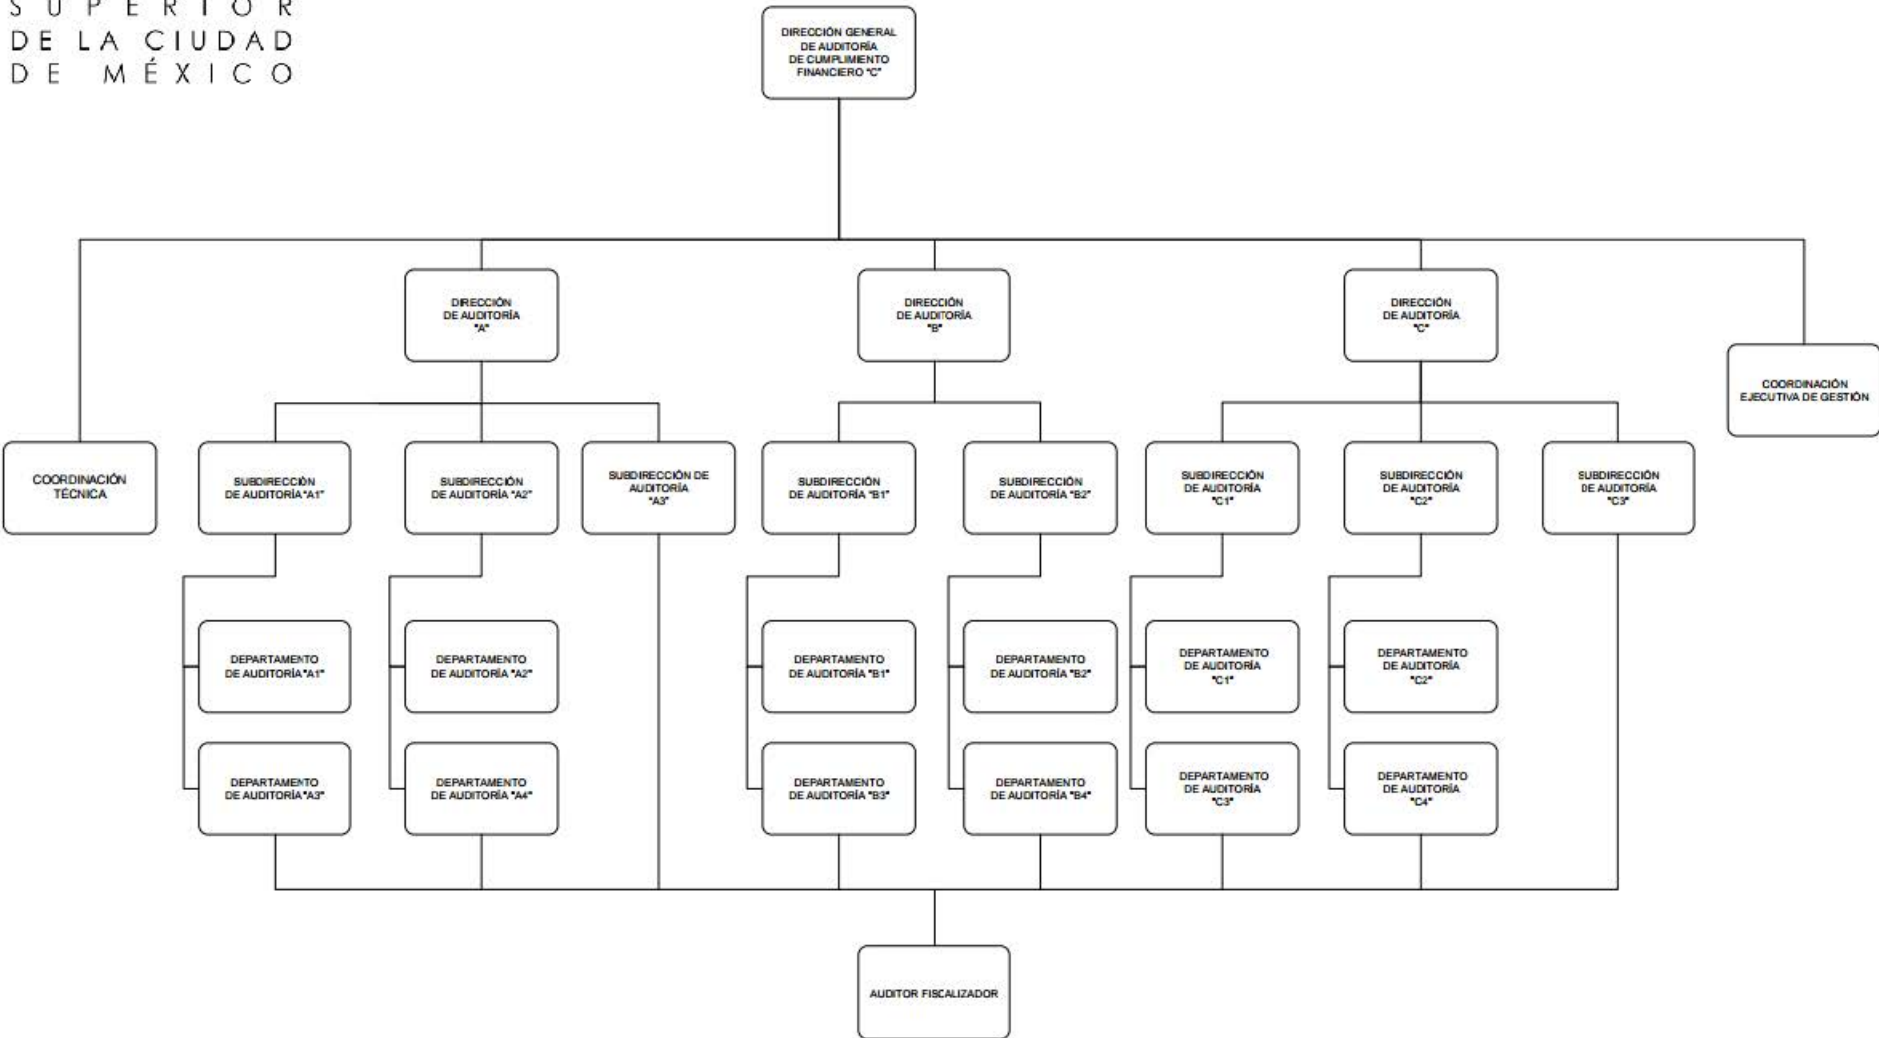 SUPERIOR
DE LA CIUDAD
DE MÉXICO
DIRECCIÓN GENERAL
DE AUDITORÍA
DE CUMPLIMIENTO
FINANCIERO "C"
DIRECCIÓN
DE AUDITORÍA
"A"
DIRECCIÓN
DE AUDITORÍA
"B"
DIRECCIÓN
DE AUDITORÍA
"C"
COORDINACIÓN
EJECUTIVA DE GESTIÓN
COORDINACIÓN
TÉCNICA
SUBDIRECCIÓN
DE AUDITORÍA "A1"
SUBDIRECCIÓN
DE AUDITORÍA "A2"
SUBDIRECCIÓN DE
AUDITORÍA
"A3"
SUBDIRECCIÓN
DE AUDITORÍA "B1"
SUBDIRECCIÓN
DE AUDITORÍA "B2"
SUBDIRECCIÓN
DE AUDITORÍA
"C1"
SUBDIRECCIÓN
DE AUDITORÍA
"C2"
SUBDIRECCIÓN
DE AUDITORÍA
"C3"
DEPARTAMENTO
DE AUDITORÍA "A1"
DEPARTAMENTO
DE AUDITORÍA "A2"
DEPARTAMENTO
DE AUDITORÍA "B1"
DEPARTAMENTO
DE AUDITORÍA "B2"
DEPARTAMENTO
DE AUDITORÍA
"C1"
DEPARTAMENTO
DE AUDITORÍA
"C2"
DEPARTAMENTO
DE AUDITORÍA "A3"
DEPARTAMENTO
DE AUDITORÍA "A4"
DEPARTAMENTO
DE AUDITORÍA "B3"
DEPARTAMENTO
DE AUDITORÍA "B4"
DEPARTAMENTO
DE AUDITORÍA
"C3"
DEPARTAMENTO
DE AUDITORÍA
"C4"
AUDITOR FISCALIZADOR